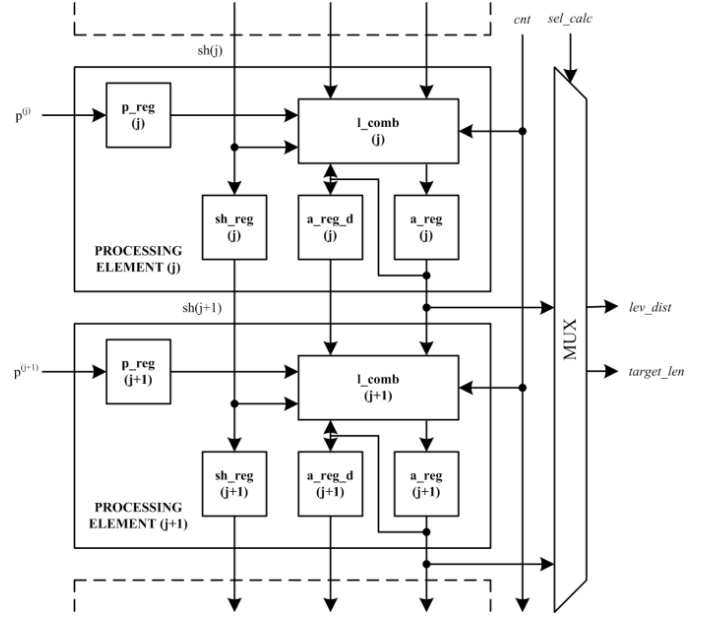 cnt
sel_calc
sh(j)
p(j)
p_reg
(j)
l_comb
(j)
sh_reg
(j)
a_reg_d
(j)
a_reg
(j)
PROCESSING
ELEMENT (j)
sh(j+1)
lev_dist
MUX
target_len
p(j+1)
p_reg
(j+1)
l_comb
(j+1)
sh_reg
(j+1)
a_reg_d
(j+1)
a_reg
(j+1)
PROCESSING
ELEMENT (j+1)